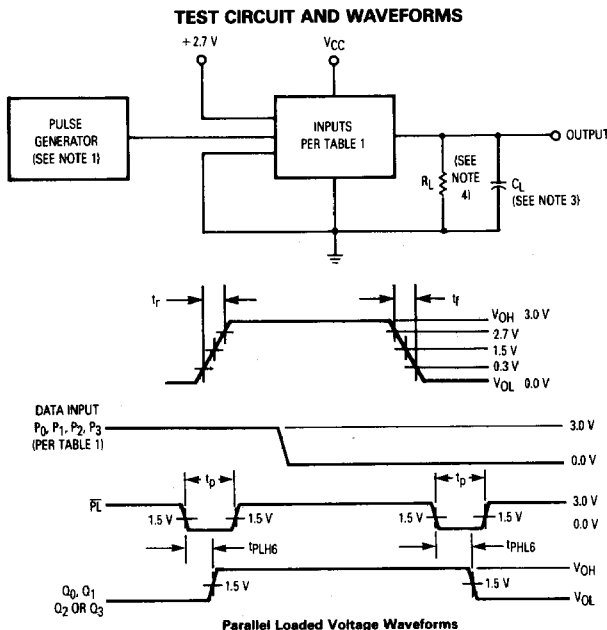 TEST CIRCUIT AND WAVEFORMS
+ 2.7 V
VCC
PULSE
GENERATOR
(SEE NOTE 1)
INPUTS
PER TABLE 1
OUTPUT
RL
(SEE
NOTE
4)
CL
(SEE NOTE 3)
tr
tf
VOH 3.0 V
2.7 V
1.5 V
0.3 V
VOL 0.0 V
DATA INPUT
P0, P1, P2, P3
(PER TABLE 1)
3.0 V
0.0 V
tp
tp
PL
1.5 V
1.5 V
1.5 V
1.5 V
3.0 V
0.0 V
tPLH6
tPHL6
Q0, Q1
Q2 OR Q3
1.5 V
1.5 V
VOH
VOL
Parallel Loaded Voltage Waveforms